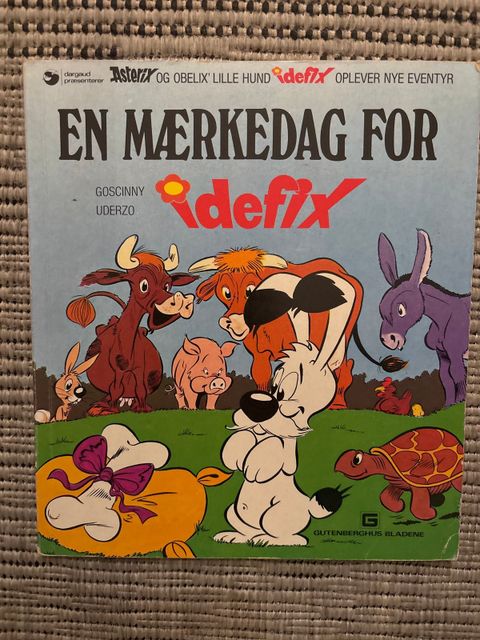 dargaud
præsenterer
Asterix OG OBELIX' LILLE HUND idefix OPLEVER NYE EVENTYR
EN MÆRKEDAG FOR
GOSCINNY
UDERZO
idefix
G
GUTENBERGHUS BLADENE